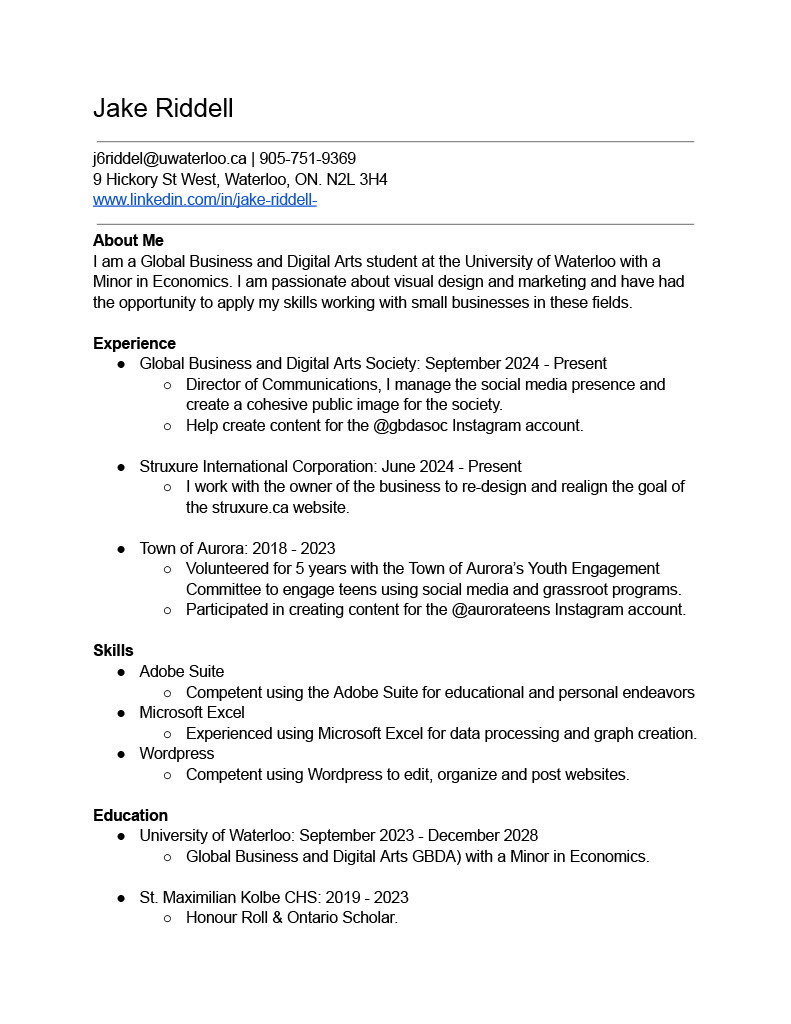 Jake Riddell
j6riddel@uwaterloo.ca | 905-751-9369
9 Hickory St West, Waterloo, ON. N2L 3H4
www.linkedin.com/in/jake-riddell-
About Me
I am a Global Business and Digital Arts student at the University of Waterloo with a
Minor in Economics. I am passionate about visual design and marketing and have had
the opportunity to apply my skills working with small businesses in these fields.
Experience
● Global Business and Digital Arts Society: September 2024 - Present
○ Director of Communications, I manage the social media presence and
create a cohesive public image for the society.
○ Help create content for the @gbdasoc Instagram account.
● Struxure International Corporation: June 2024 - Present
○ I work with the owner of the business to re-design and realign the goal of
the struxure.ca website.
● Town of Aurora: 2018 - 2023
○ Volunteered for 5 years with the Town of Aurora’s Youth Engagement
Committee to engage teens using social media and grassroot programs.
○ Participated in creating content for the @aurorateens Instagram account.
Skills
● Adobe Suite
○ Competent using the Adobe Suite for educational and personal endeavors
● Microsoft Excel
○ Experienced using Microsoft Excel for data processing and graph creation.
● Wordpress
○ Competent using Wordpress to edit, organize and post websites.
Education
● University of Waterloo: September 2023 - December 2028
○ Global Business and Digital Arts GBDA) with a Minor in Economics.
● St. Maximilian Kolbe CHS: 2019 - 2023
○ Honour Roll & Ontario Scholar.